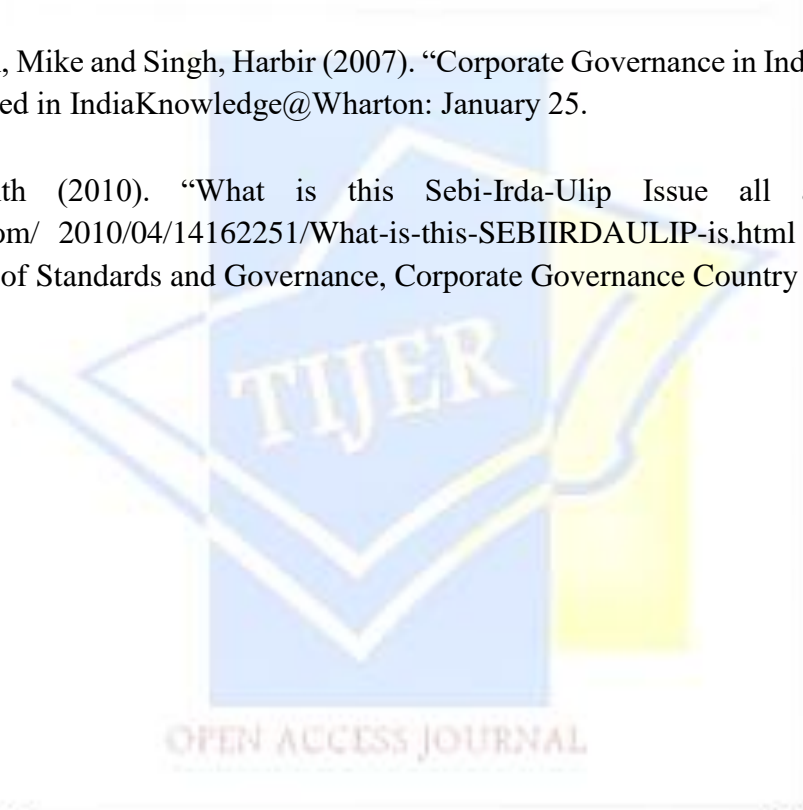 , Mike and Singh, Harbir (2007). “Corporate Governance in Ind
ed in IndiaKnowledge@Wharton: January 25.
th (2010). “What is this Sebi-Irda-Ulip Issue all
om/ 2010/04/14162251/What-is-this-SEBIIRDAULIP-is.html
of Standards and Governance, Corporate Governance Country
TIJER
OPEN ACCESS JOURNAL